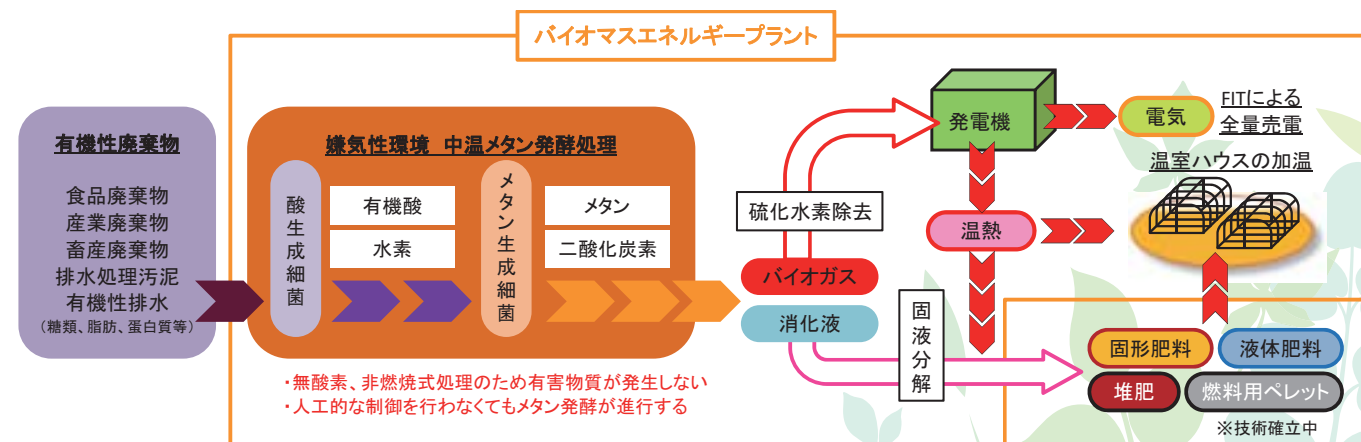 バイオマスエネルギープラント
有機性廃棄物
食品廃棄物
産業廃棄物
畜産廃棄物
排水処理汚泥
有機性排水
（糖類、脂肪、蛋白質等）
嫌気性環境　中温メタン発酵処理
酸生成細菌
有機酸
水素
メタン生成細菌
メタン
二酸化炭素
・無酸素、非燃焼式処理のため有害物質が発生しない
・人工的な制御を行わなくてもメタン発酵が進行する
硫化水素除去
バイオガス
消化液
固液分解
発電機
電気
FITによる
全量売電
温熱
温室ハウスの加温
固形肥料
液体肥料
堆肥
燃料用ペレット
※技術確立中